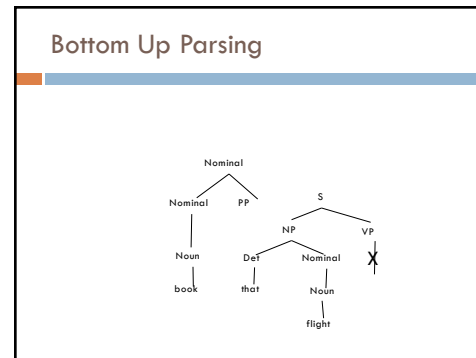 Bottom Up Parsing
Nominal
Nominal PP S
NP VP
Noun Det Nominal X
book that Noun
flight